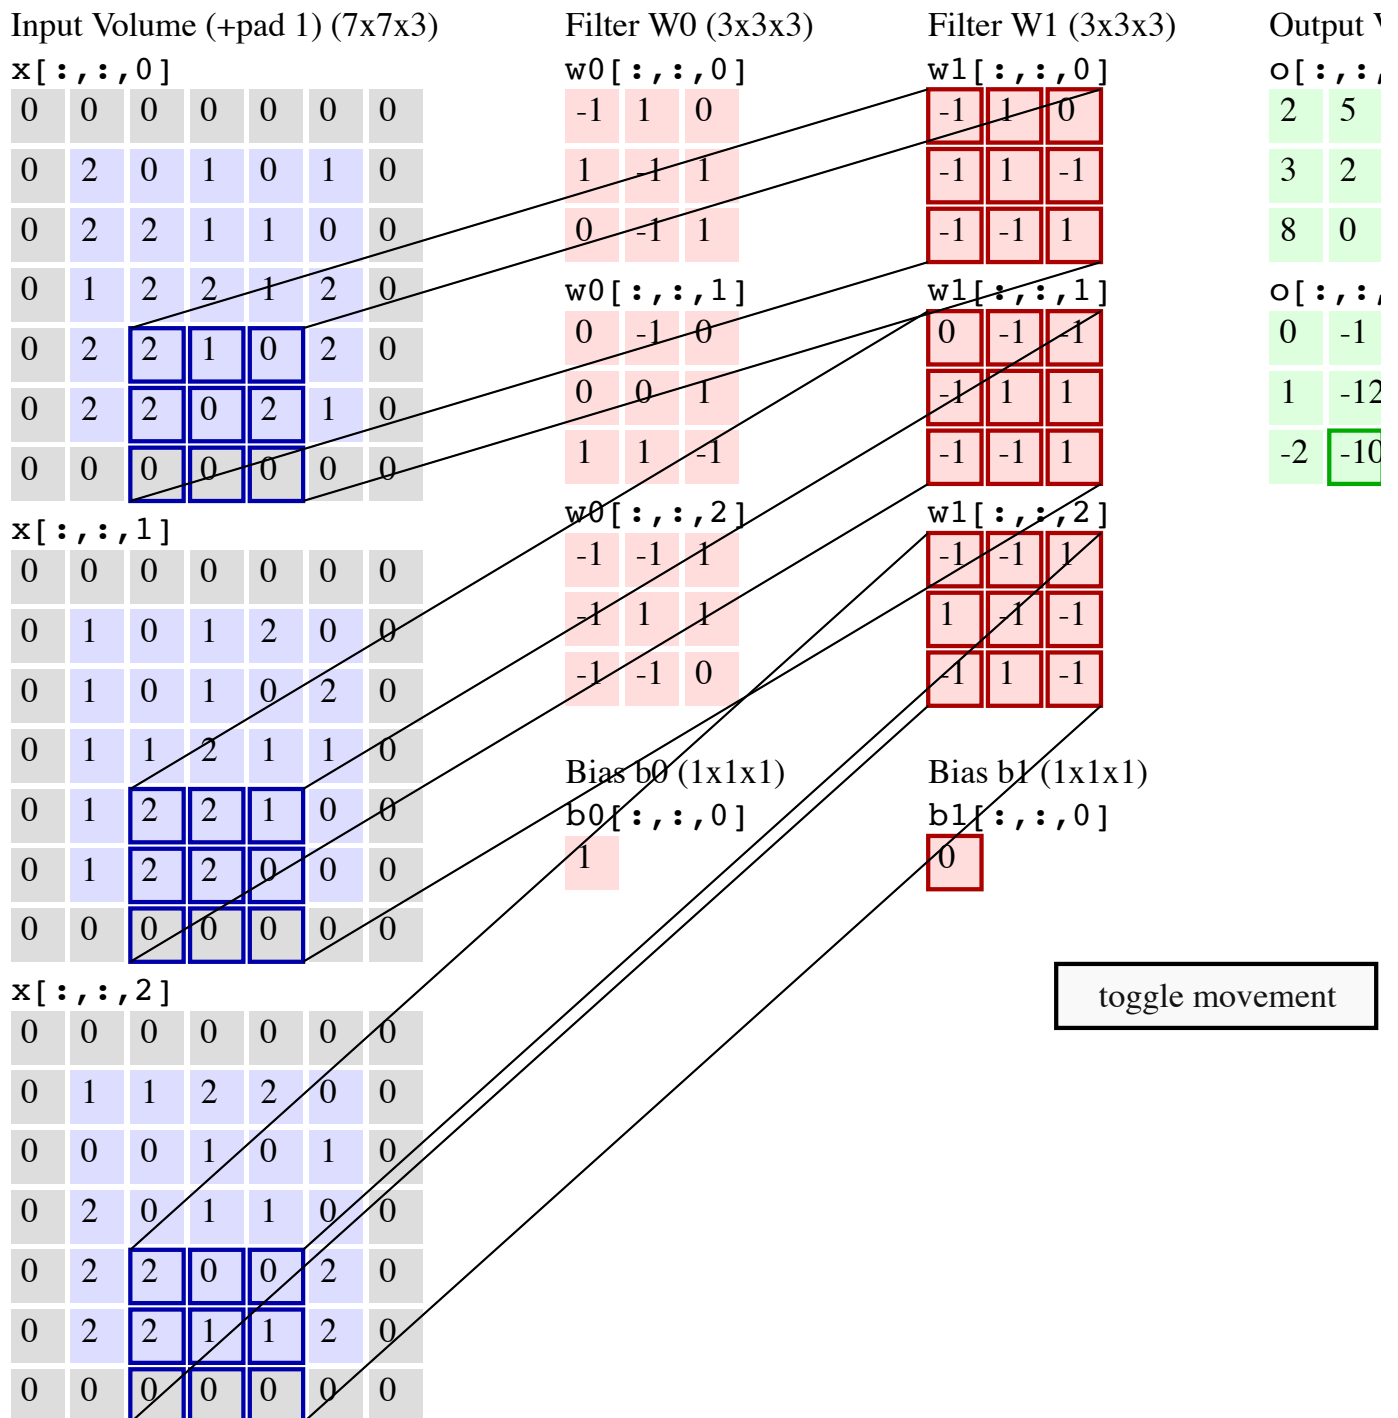 Input Volume (+pad 1) (7x7x3)
x[:,:,0]
0 0 0 0 0 0 0
0 2 0 1 0 1 0
0 2 2 1 1 0 0
0 1 2 2 1 2 0
0 2 2 1 0 2 0
0 2 2 0 2 1 0
0 0 0 0 0 0 0
x[:,:,1]
0 0 0 0 0 0 0
0 1 0 1 2 0 0
0 1 0 1 0 2 0
0 1 1 2 1 1 0
0 1 2 2 1 0 0
0 1 2 2 0 0 0
0 0 0 0 0 0 0
x[:,:,2]
0 0 0 0 0 0 0
0 1 1 2 2 0 0
0 0 0 1 0 1 0
0 2 0 1 1 0 0
0 2 2 0 0 2 0
0 2 2 1 1 2 0
0 0 0 0 0 0 0
Filter W0 (3x3x3)
w0[:,:,0]
-1 1 0
1 -1 1
0 -1 1
w0[:,:,1]
0 -1 0
0 0 1
1 1 -1
w0[:,:,2]
-1 -1 1
-1 1 1
-1 -1 0
Bias b0 (1x1x1)
b0[:,:,0]
1
Filter W1 (3x3x3)
w1[:,:,0]
-1 1 0
-1 1 -1
-1 -1 1
w1[:,:,1]
0 -1 -1
-1 1 1
-1 -1 1
w1[:,:,2]
-1 -1 1
1 -1 -1
-1 1 -1
Bias b1 (1x1x1)
b1[:,:,0]
0
Output
o[:,:,
2 5
3 2
8 0
o[:,:,
0 -1
1 -12
-2 -10
toggle movement